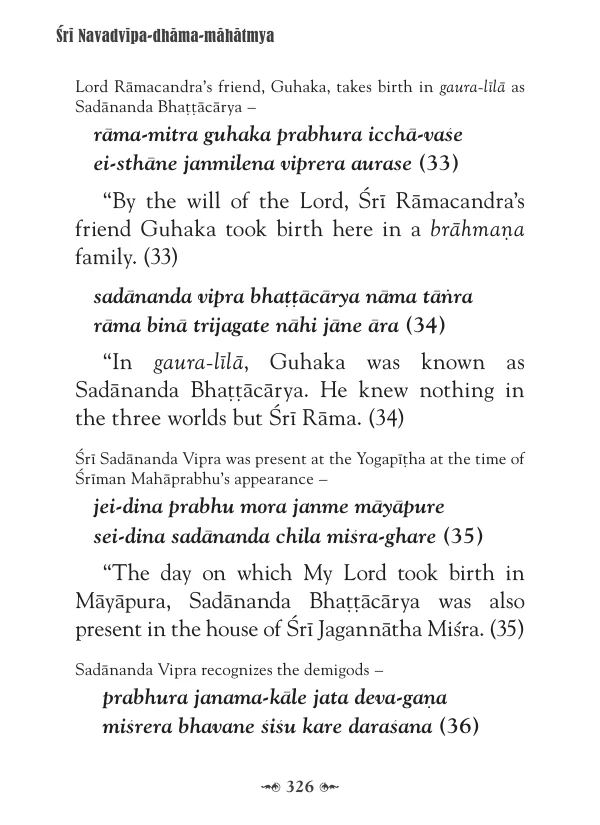 Śrī Navadvīpa-dhāma-māhātmya
Lord Rāmacandra's friend, Guhaka, takes birth in gaura-līlā as
Sadānanda Bhaṭṭācārya –
rāma-mitra guhaka prabhura icchā-vaśe
ei-sthāne janmilena viprera aurase (33)
“By the will of the Lord, Śrī Rāmacandra's
friend Guhaka took birth here in a brāhmaṇa
family. (33)
sadānanda vipra bhaṭṭācārya nāma tāṅra
rāma binā trijagate nāhi jāne āra (34)
“In gaura-līlā, Guhaka was known as
Sadānanda Bhaṭṭācārya. He knew nothing in
the three worlds but Śrī Rāma. (34)
Śrī Sadānanda Vipra was present at the Yogapīṭha at the time of
Śrīman Mahāprabhu's appearance –
jei-dina prabhu mora janme māyāpure
sei-dina sadānanda chila miśra-ghare (35)
“The day on which My Lord took birth in
Māyāpura, Sadānanda Bhaṭṭācārya was also
present in the house of Śrī Jagannātha Miśra. (35)
Sadānanda Vipra recognizes the demigods –
prabhura janama-kāle jata deva-gaṇa
miśrera bhavane śiśu kare daraśana (36)
326